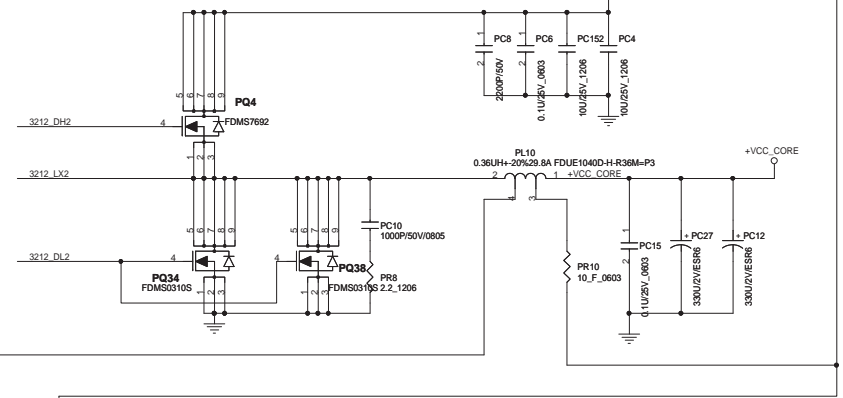 1 PC8 1 PC6 1 PC152 1 PC4
2 2200P/50V 2 0.1U/25V_0603 2 10U/25V_1206 2 10U/25V_1206
5 6 7 8 9
PQ4
3212_DH2 4 FDMS7692
1 2 3
PL10
0.36UH+-20%29.8A FDUE1040D-H-R36M=P3
+VCC_CORE
3212_LX2
2 1 +VCC_CORE
4 3
5 6 7 8 9 5 6 7 8 9
PC10
1000P/50V/0805
1 PC15 + PC27 + PC12
2 0.1U/25V_0603 330U/2V/ESR6 330U/2V/ESR6
3212_DL2 4 4
PQ34 PQ38
FDMS0310S FDMS0310S
1 2 3 1 2 3
PR8
2.2_1206
PR10
10_F_0603